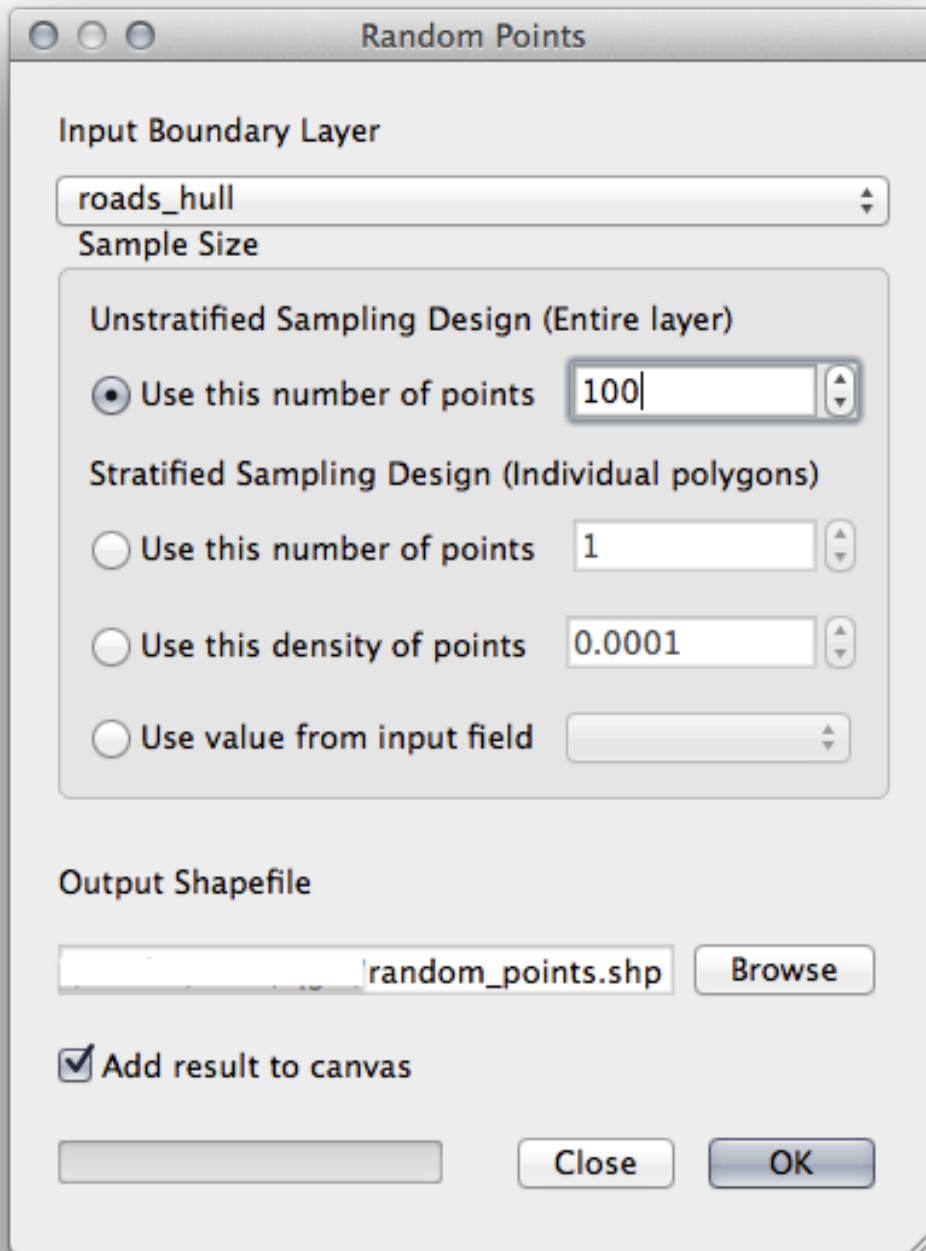 Random Points
Input Boundary Layer
roads_hull
Sample Size
Unstratified Sampling Design (Entire layer)
Use this number of points 100
Stratified Sampling Design (Individual polygons)
Use this number of points 1
Use this density of points 0.0001
Use value from input field
Output Shapefile
random_points.shp Browse
Add result to canvas
Close OK